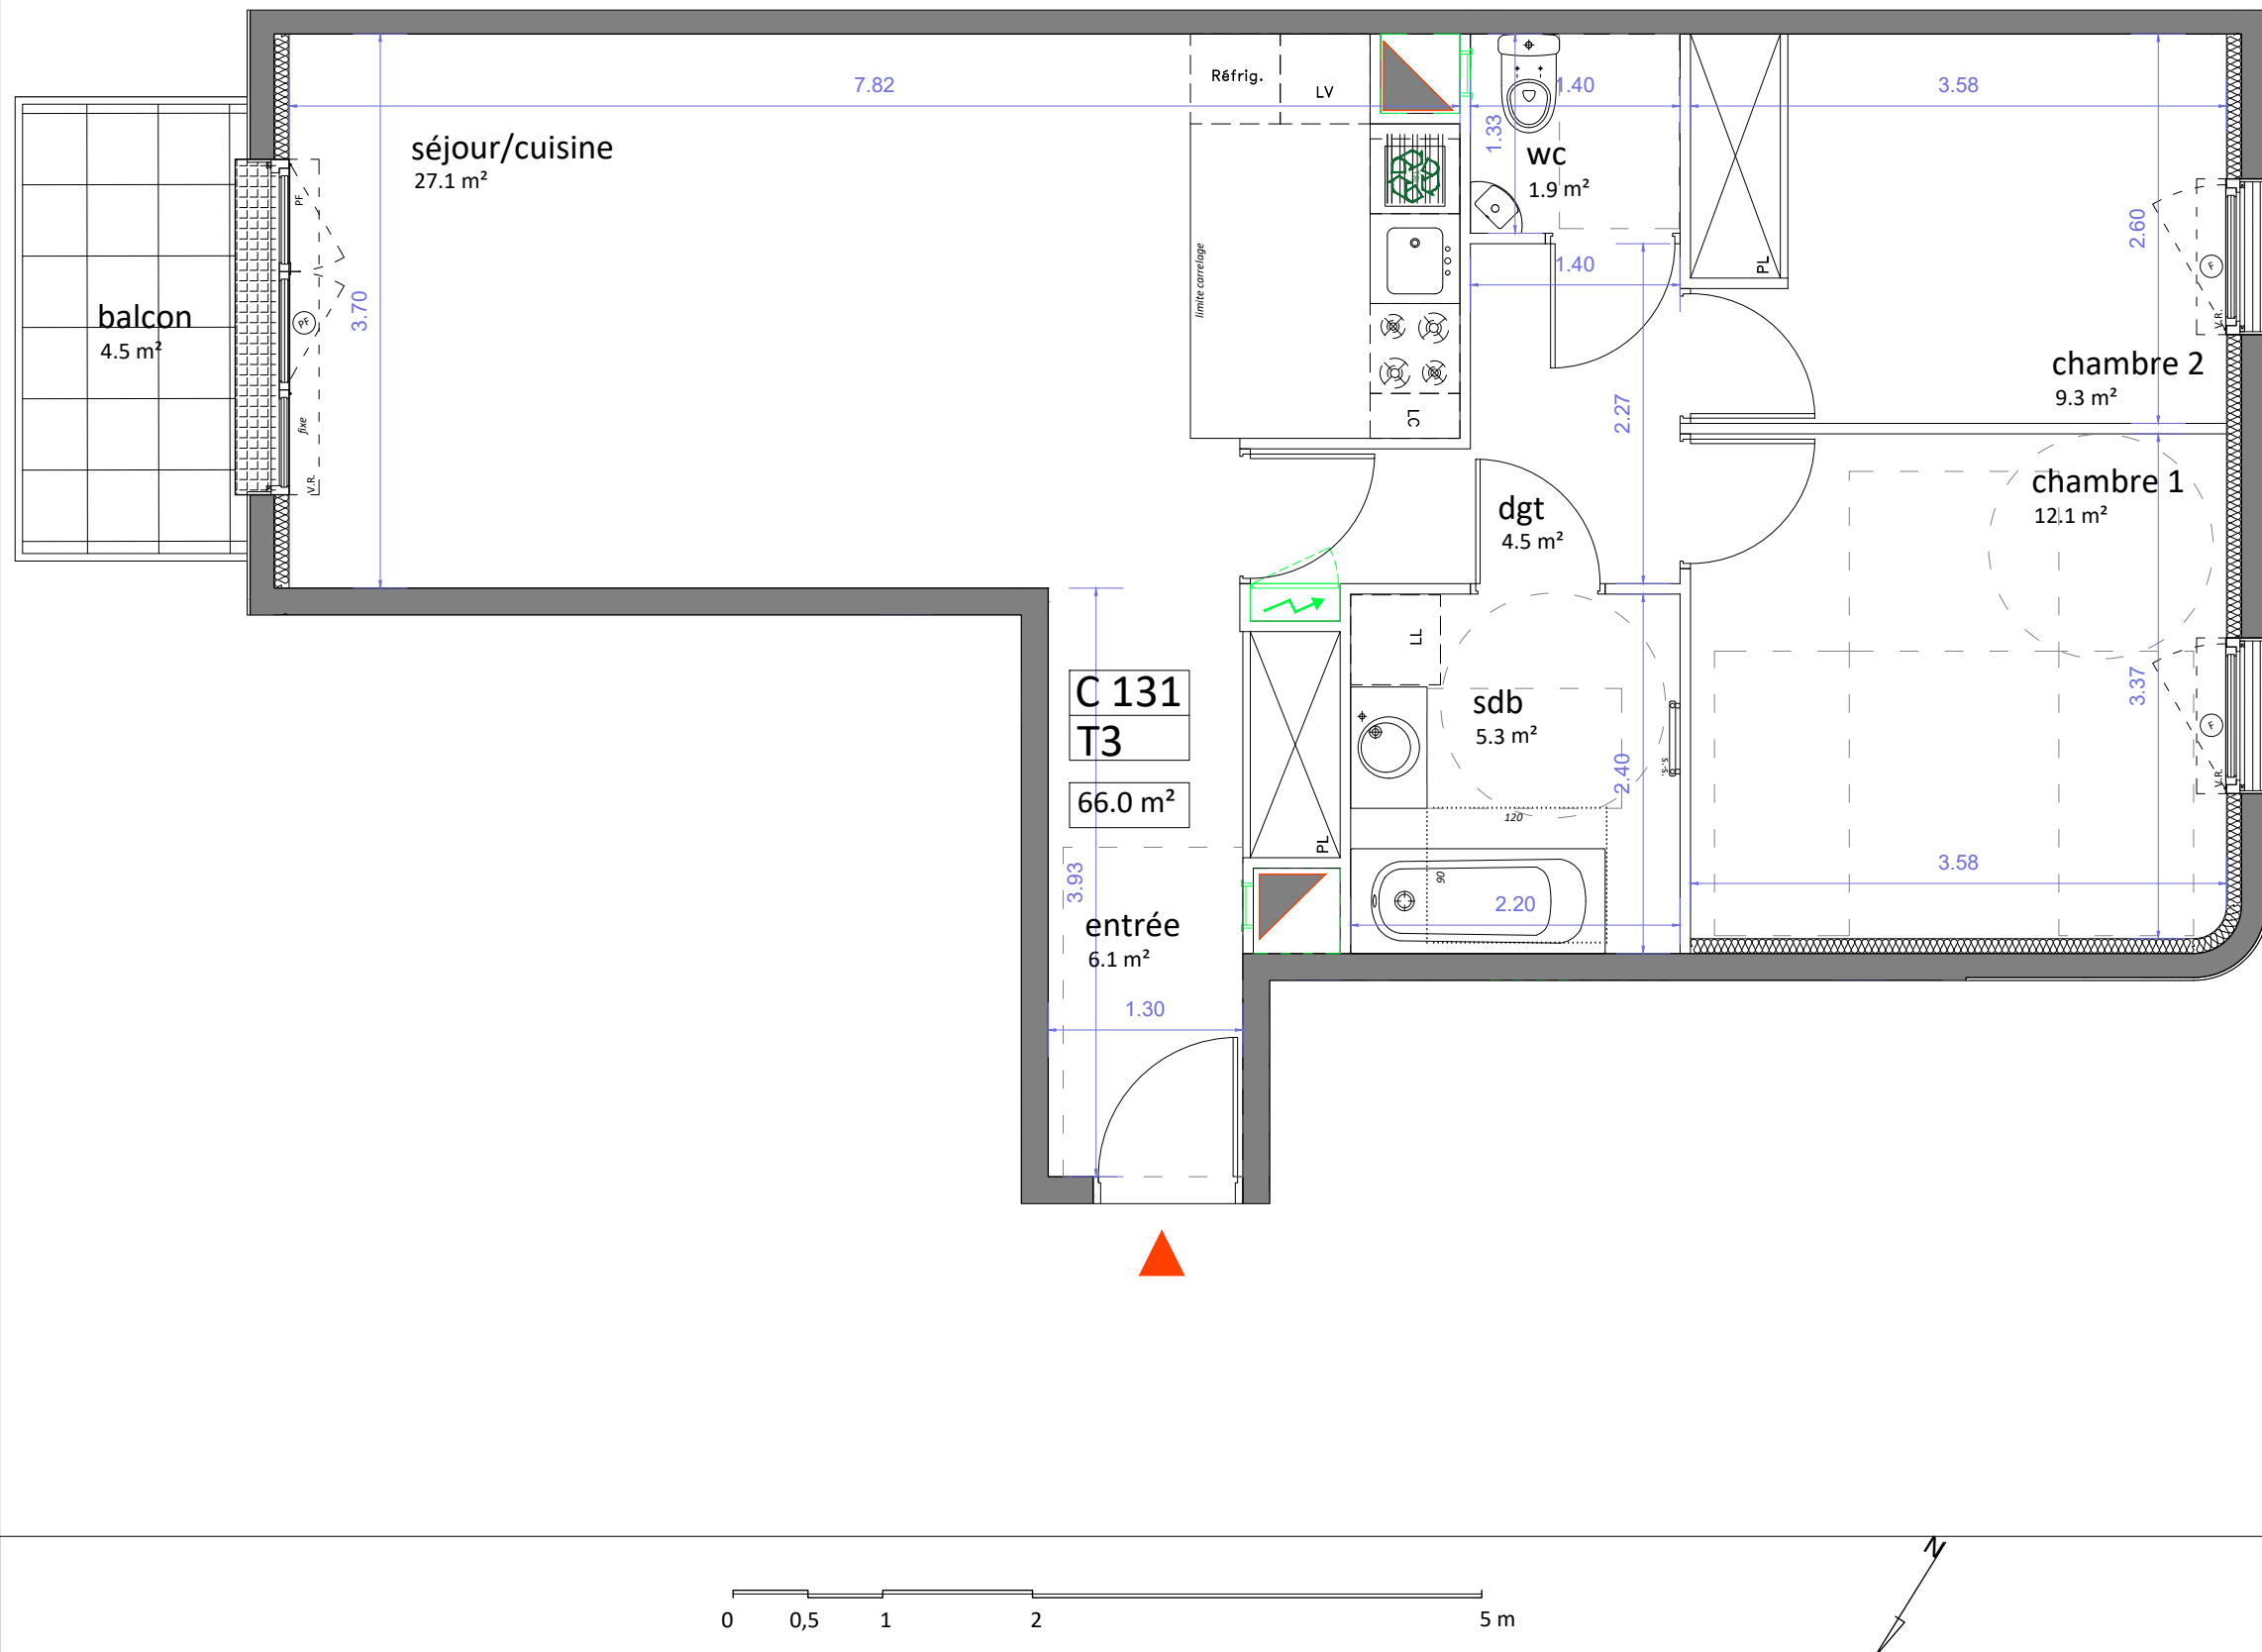 7.82
Réfrig.
LV
1.40
3.58
séjour/cuisine
27.1 m²
1.33
wc
1.9 m²
PF
2.60
limite carrelage
PL
1.40
F
balcon
4.5 m²
3.70
PF
V.R.
chambre 2
9.3 m²
fixe
LC
2.27
V.R.
chambre 1
12.1 m²
dgt
4.5 m²
LL
C 131
T3
66.0 m²
sdb
5.3 m²
S.-S.
2.40
3.37
F
V.R.
120
PL
90
3.58
3.93
2.20
entrée
6.1 m²
1.30
N
0
0,5
1
2
5 m